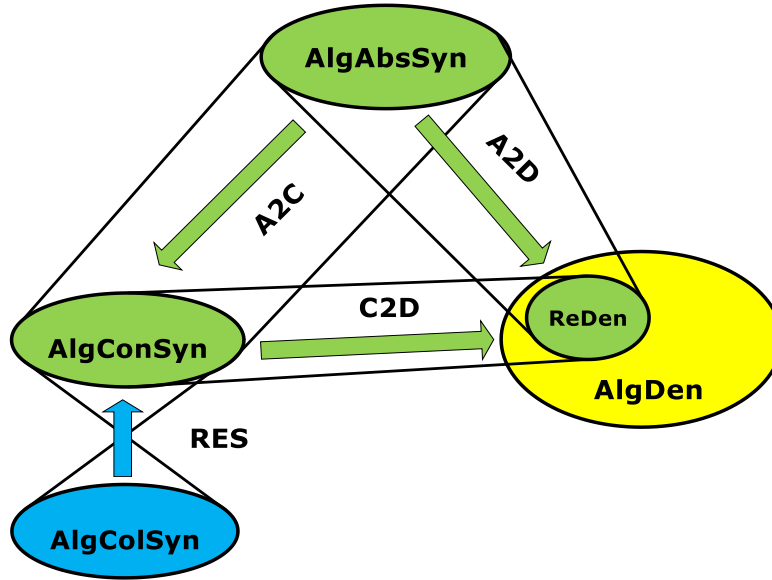 AlgAbsSyn
A2D
A2C
C2D
ReDen
AlgConSyn
AlgDen
RES
AlgColSyn